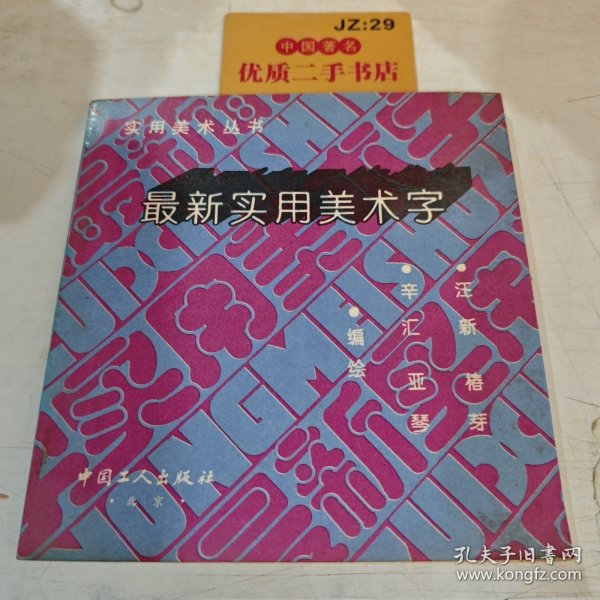 JZ:29
中国著名
优质二手书店
实用美术丛书
最新实用美术字
·汪新 椿芽
·辛汇亚琴
·编绘
中国工人出版社
·北京·
孔夫子旧书网
www.kongfz.com